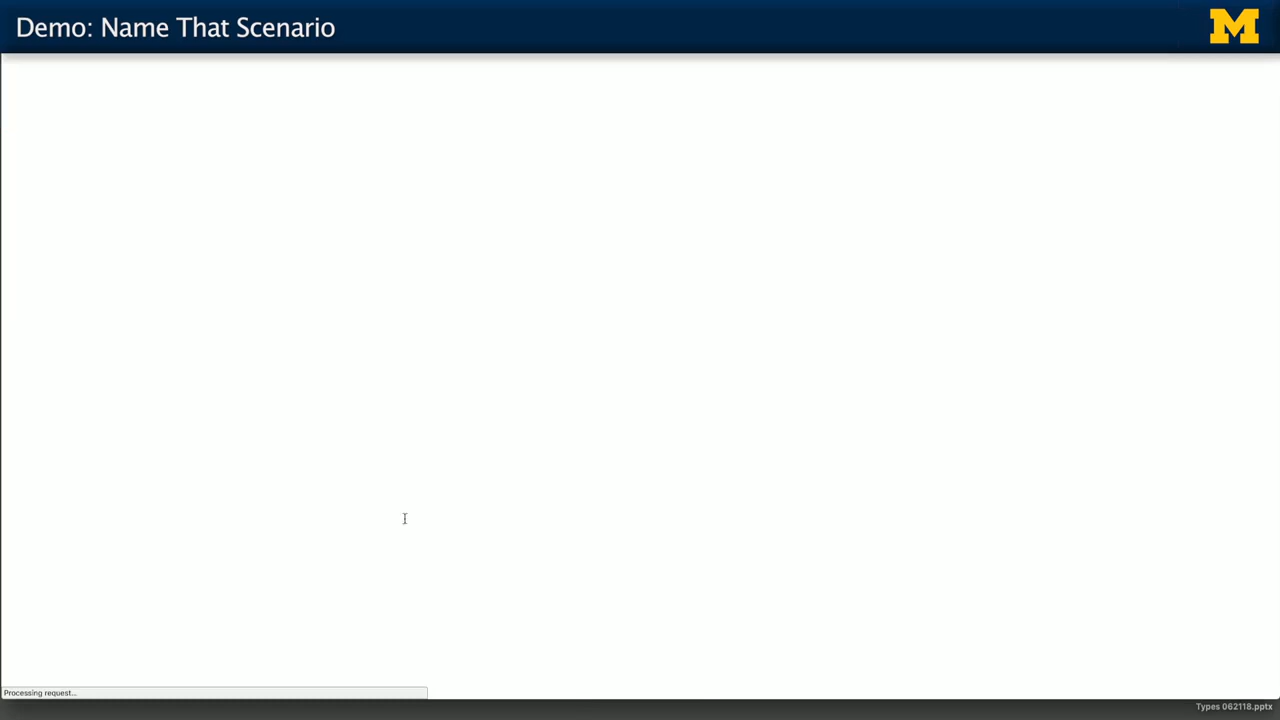 Demo: Name That Scenario
M
Processing request...
Types 062118.pptx